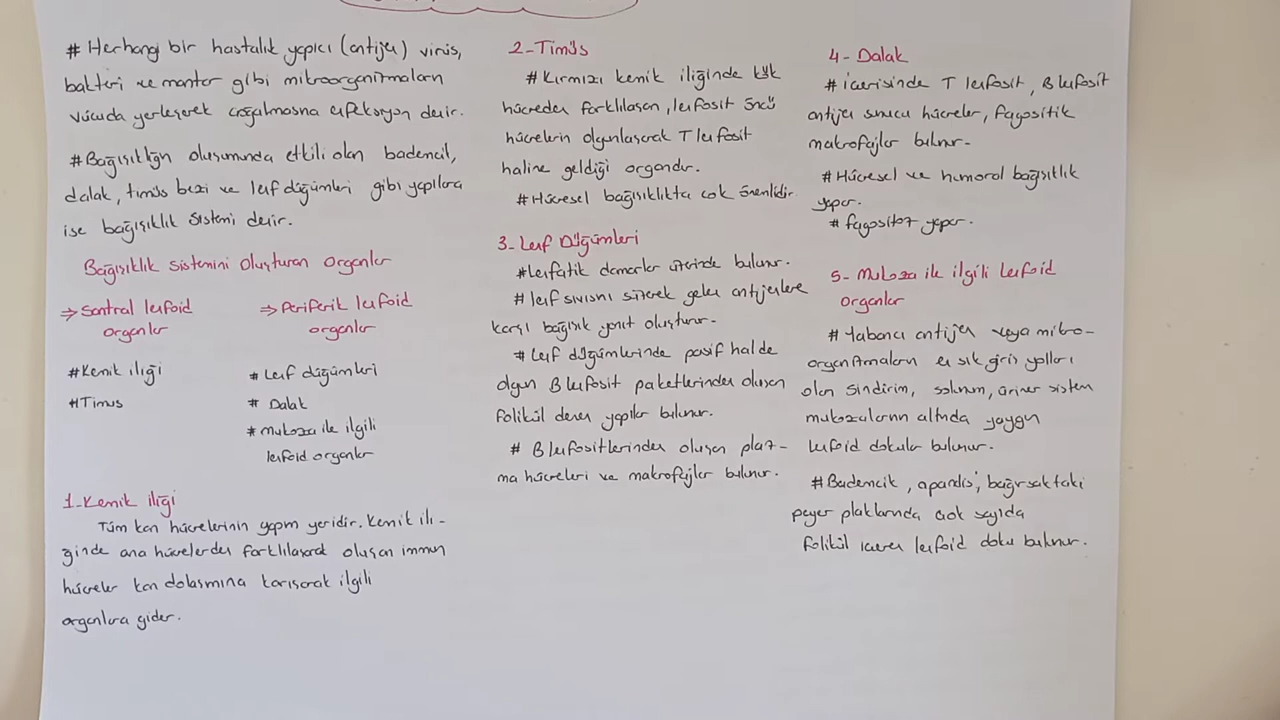 # Herhangi bir hastalık yapıcı (antijen) virüs,
bakteri ve mantar gibi mikroorganizmaların
vücuda yerleşerek çoğalmasına enfeksiyon denir.
# Bağışıklığın oluşumunda etkili olan bademcik,
dalak, timüs bezi ve lenf düğümleri gibi yapılara
ise bağışıklık sistemi denir.
Bağışıklık sistemini oluşturan organlar
⇒ Santral lenfoid
organlar
# Kemik iliği
# Timüs
⇒ Periferik lenfoid
organlar
# Lenf düğümleri
# Dalak
# mukoza ile ilgili
lenfoid organlar
1-Kemik iliği
Tüm kan hücrelerinin yapım yeridir. Kemik ili-
ğinde ana hücrelerden farklılaşarak oluşan immun
hücreler kan dolaşımına karışarak ilgili
organlara gider.
2-Timüs
# Kırmızı kemik iliğinde kök
hücreden farklılaşan, lenfosit öncü
hücrelerin olgunlaşarak T lenfosit
haline geldiği organdır.
# Hücresel bağışıklıkta çok önemlidir.
3-Lenf Düğümleri
# Lenfatik damarlar üzerinde bulunur.
# lenf sıvısını süzerek gelen antijenlere
karşı bağışık yanıt oluşturur.
# Lenf düğümlerinde pasif halde
olgun B lenfosit paketlerinden oluşan
folikül denen yapılar bulunur.
# B lenfositlerinden oluşan plaz-
ma hücreleri ve makrofajlar bulunur.
4-Dalak
# içerisinde T lenfosit, B lenfosit
antijen sunucu hücreler, fagositik
makrofajlar bulunur.
# Hücresel ve humoral bağışıklık
yapar.
# fagositoz yapar.
5- Mukoza ile ilgili Lenfoid
organlar
# Yabancı antijen veya mikro-
organizmaların en sık giriş yolları
olan sindirim, solunum, üriner sistem
mukozalarının altında yaygın
lenfoid dokular bulunur.
# Bademcik, apandis, bağırsaktaki
peyer plaklarında çok sayıda
folikül içeren lenfoid doku bulunur.